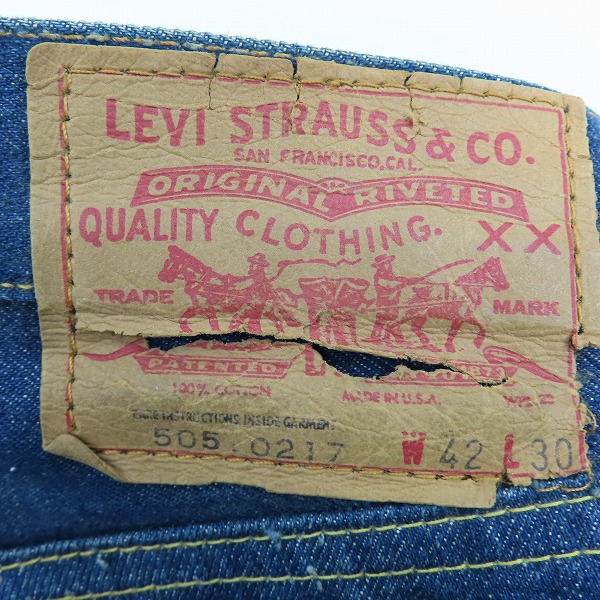 LEVI STRAUSS & CO.
SAN FRANCISCO, CAL.
ORIGINAL RIVETED
QUALITY CLOTHING. XX
TRADE MARK
PATENTED
100% COTTON MADE IN U.S.A.
CARE INSTRUCTIONS INSIDE GARMENT
505.0217 W 42 L 30